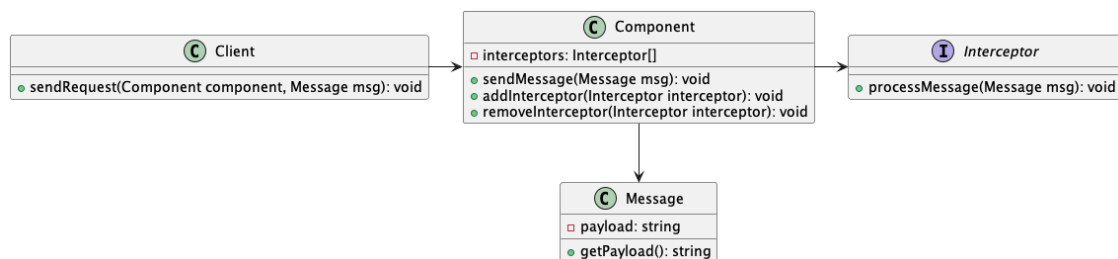 C Client
+ sendRequest(Component component, Message msg): void
C Component
interceptors: Interceptor[]
sendMessage(Message msg): void
addInterceptor(Interceptor interceptor): void
removeInterceptor(Interceptor interceptor): void
I Interceptor
processMessage(Message msg): void
C Message
payload: string
getPayload(): string